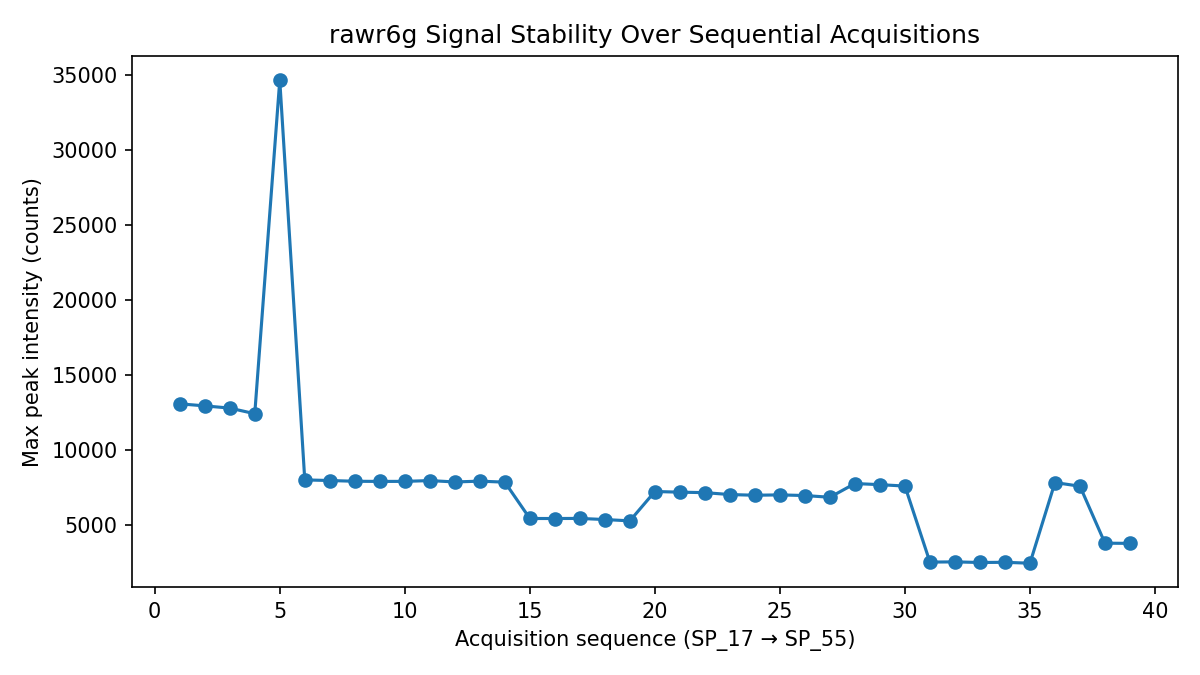 rawr6g Signal Stability Over Sequential Acquisitions
Max peak intensity (counts)
35000
30000
25000
20000
15000
10000
5000
0 5 10 15 20 25 30 35 40
Acquisition sequence (SP_17 → SP_55)